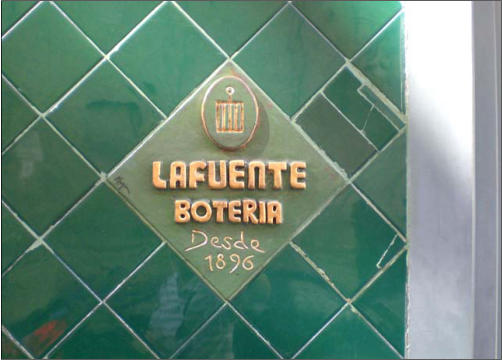 LAFUENTE
BOTERIA
Desde
1896